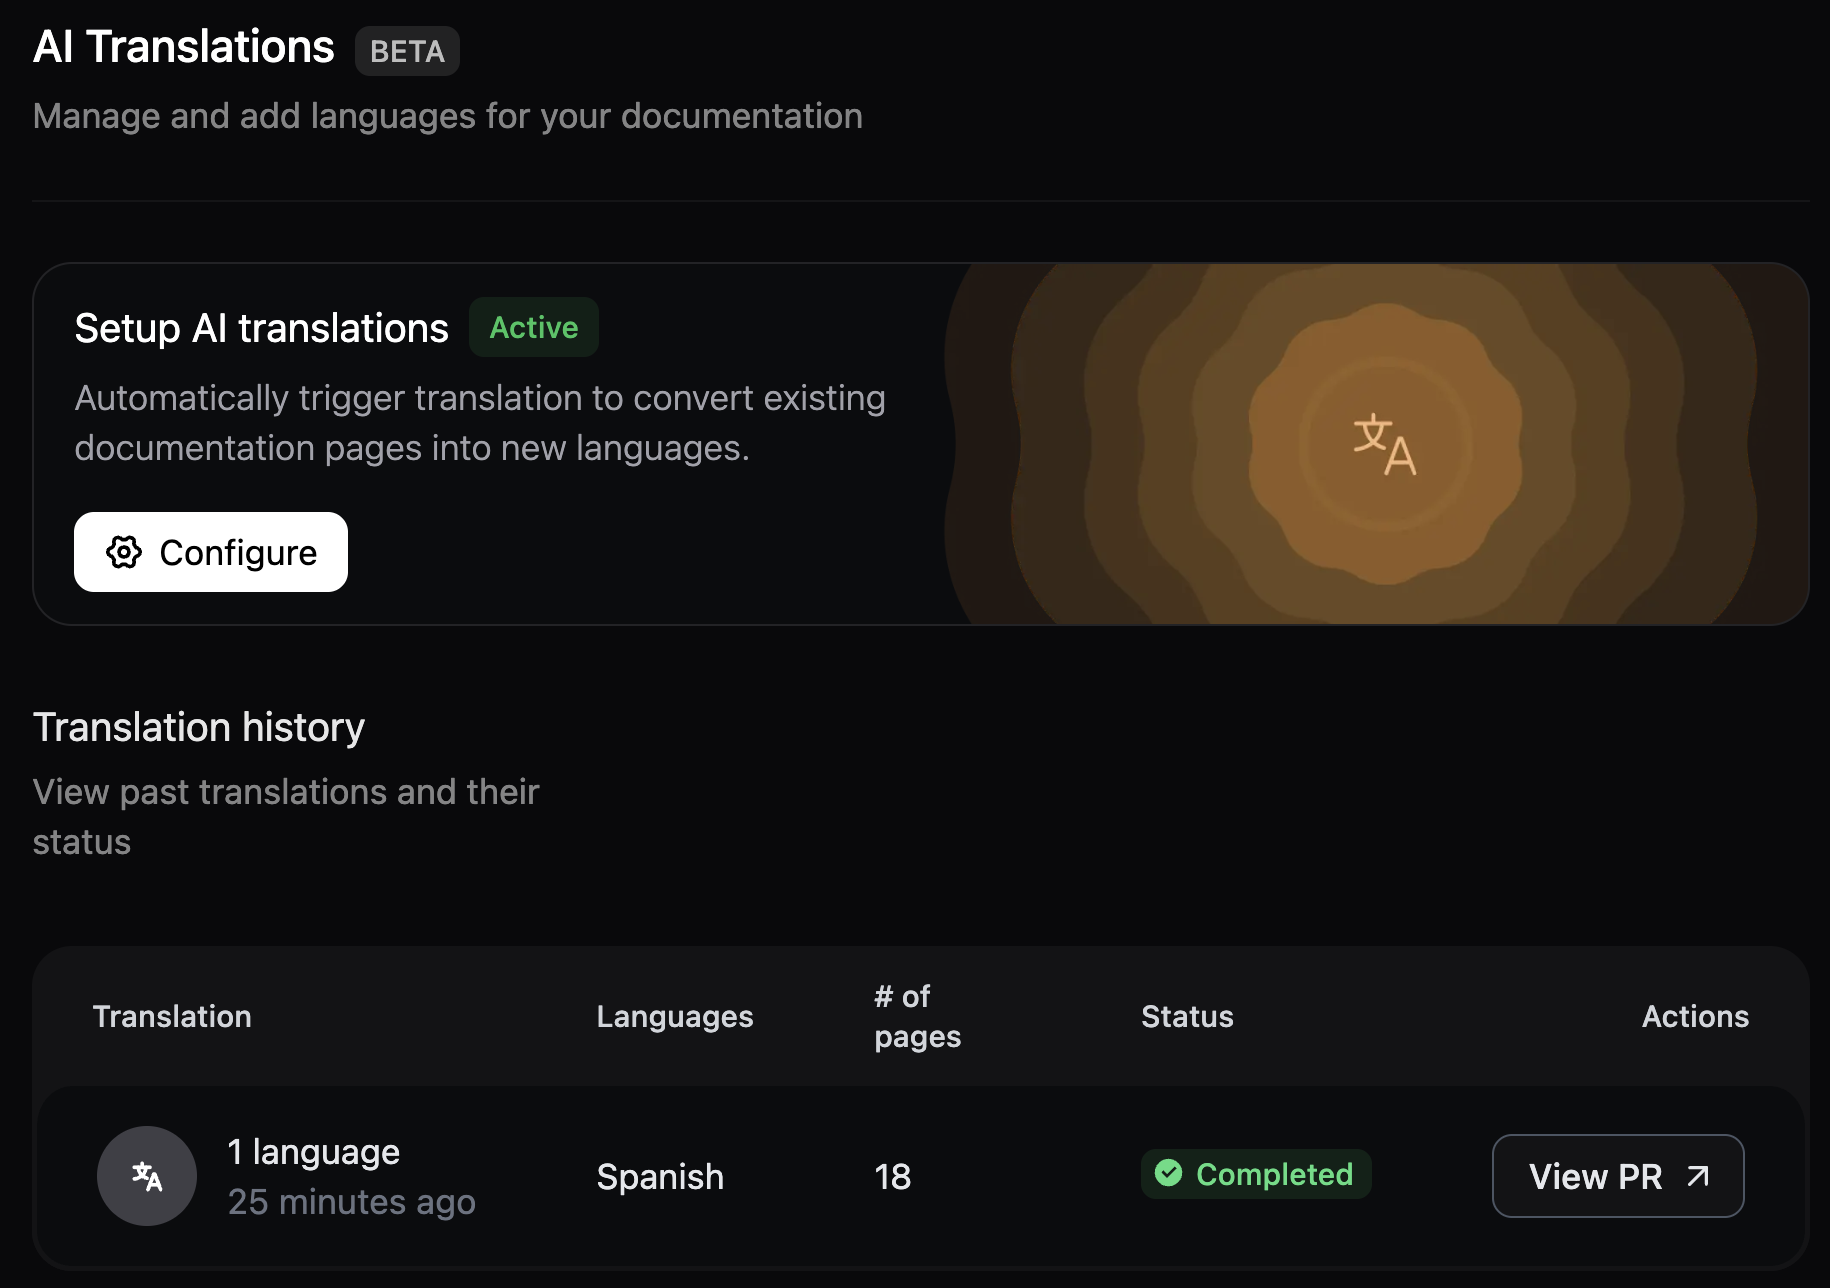 AI Translations BETA
Manage and add languages for your documentation
Setup AI translations Active
Automatically trigger translation to convert existing
documentation pages into new languages.
文A
Configure
Translation history
View past translations and their
status
Translation Languages # of pages Status Actions
文A
1 language
25 minutes ago
Spanish 18 Completed View PR